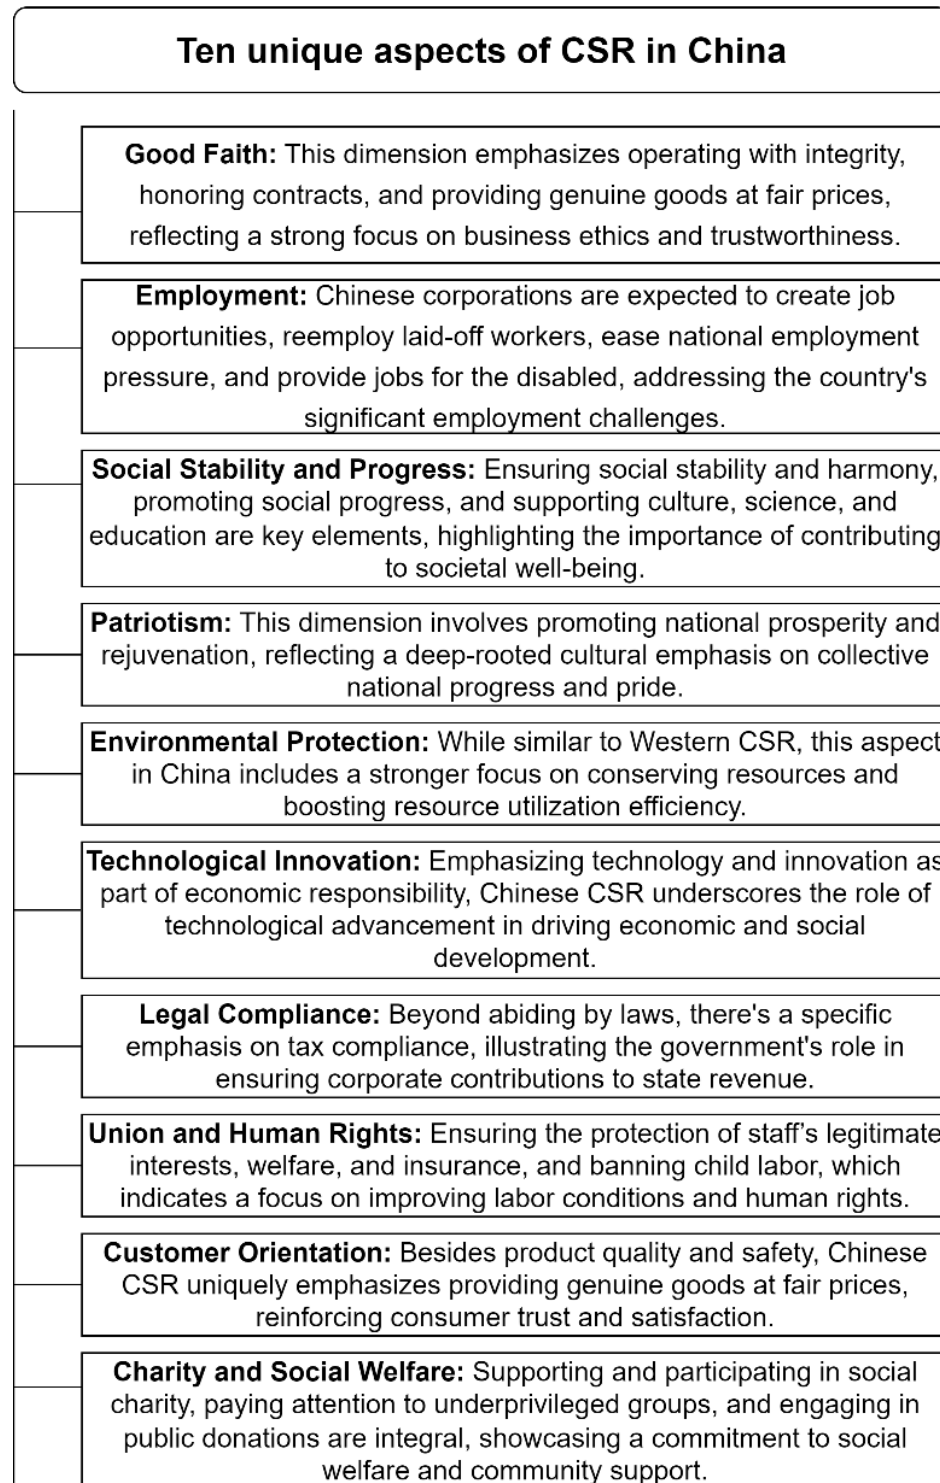 Ten unique aspects of CSR in China
Good Faith: This dimension emphasizes operating with integrity,
honoring contracts, and providing genuine goods at fair prices,
reflecting a strong focus on business ethics and trustworthiness.
Employment: Chinese corporations are expected to create job
opportunities, reemploy laid-off workers, ease national employment
pressure, and provide jobs for the disabled, addressing the country's
significant employment challenges.
Social Stability and Progress: Ensuring social stability and harmony,
promoting social progress, and supporting culture, science, and
education are key elements, highlighting the importance of contributing
to societal well-being.
Patriotism: This dimension involves promoting national prosperity and
rejuvenation, reflecting a deep-rooted cultural emphasis on collective
national progress and pride.
Environmental Protection: While similar to Western CSR, this aspect
in China includes a stronger focus on conserving resources and
boosting resource utilization efficiency.
Technological Innovation: Emphasizing technology and innovation as
part of economic responsibility, Chinese CSR underscores the role of
technological advancement in driving economic and social
development.
Legal Compliance: Beyond abiding by laws, there's a specific
emphasis on tax compliance, illustrating the government's role in
ensuring corporate contributions to state revenue.
Union and Human Rights: Ensuring the protection of staff’s legitimate
interests, welfare, and insurance, and banning child labor, which
indicates a focus on improving labor conditions and human rights.
Customer Orientation: Besides product quality and safety, Chinese
CSR uniquely emphasizes providing genuine goods at fair prices,
reinforcing consumer trust and satisfaction.
Charity and Social Welfare: Supporting and participating in social
charity, paying attention to underprivileged groups, and engaging in
public donations are integral, showcasing a commitment to social
welfare and community support.